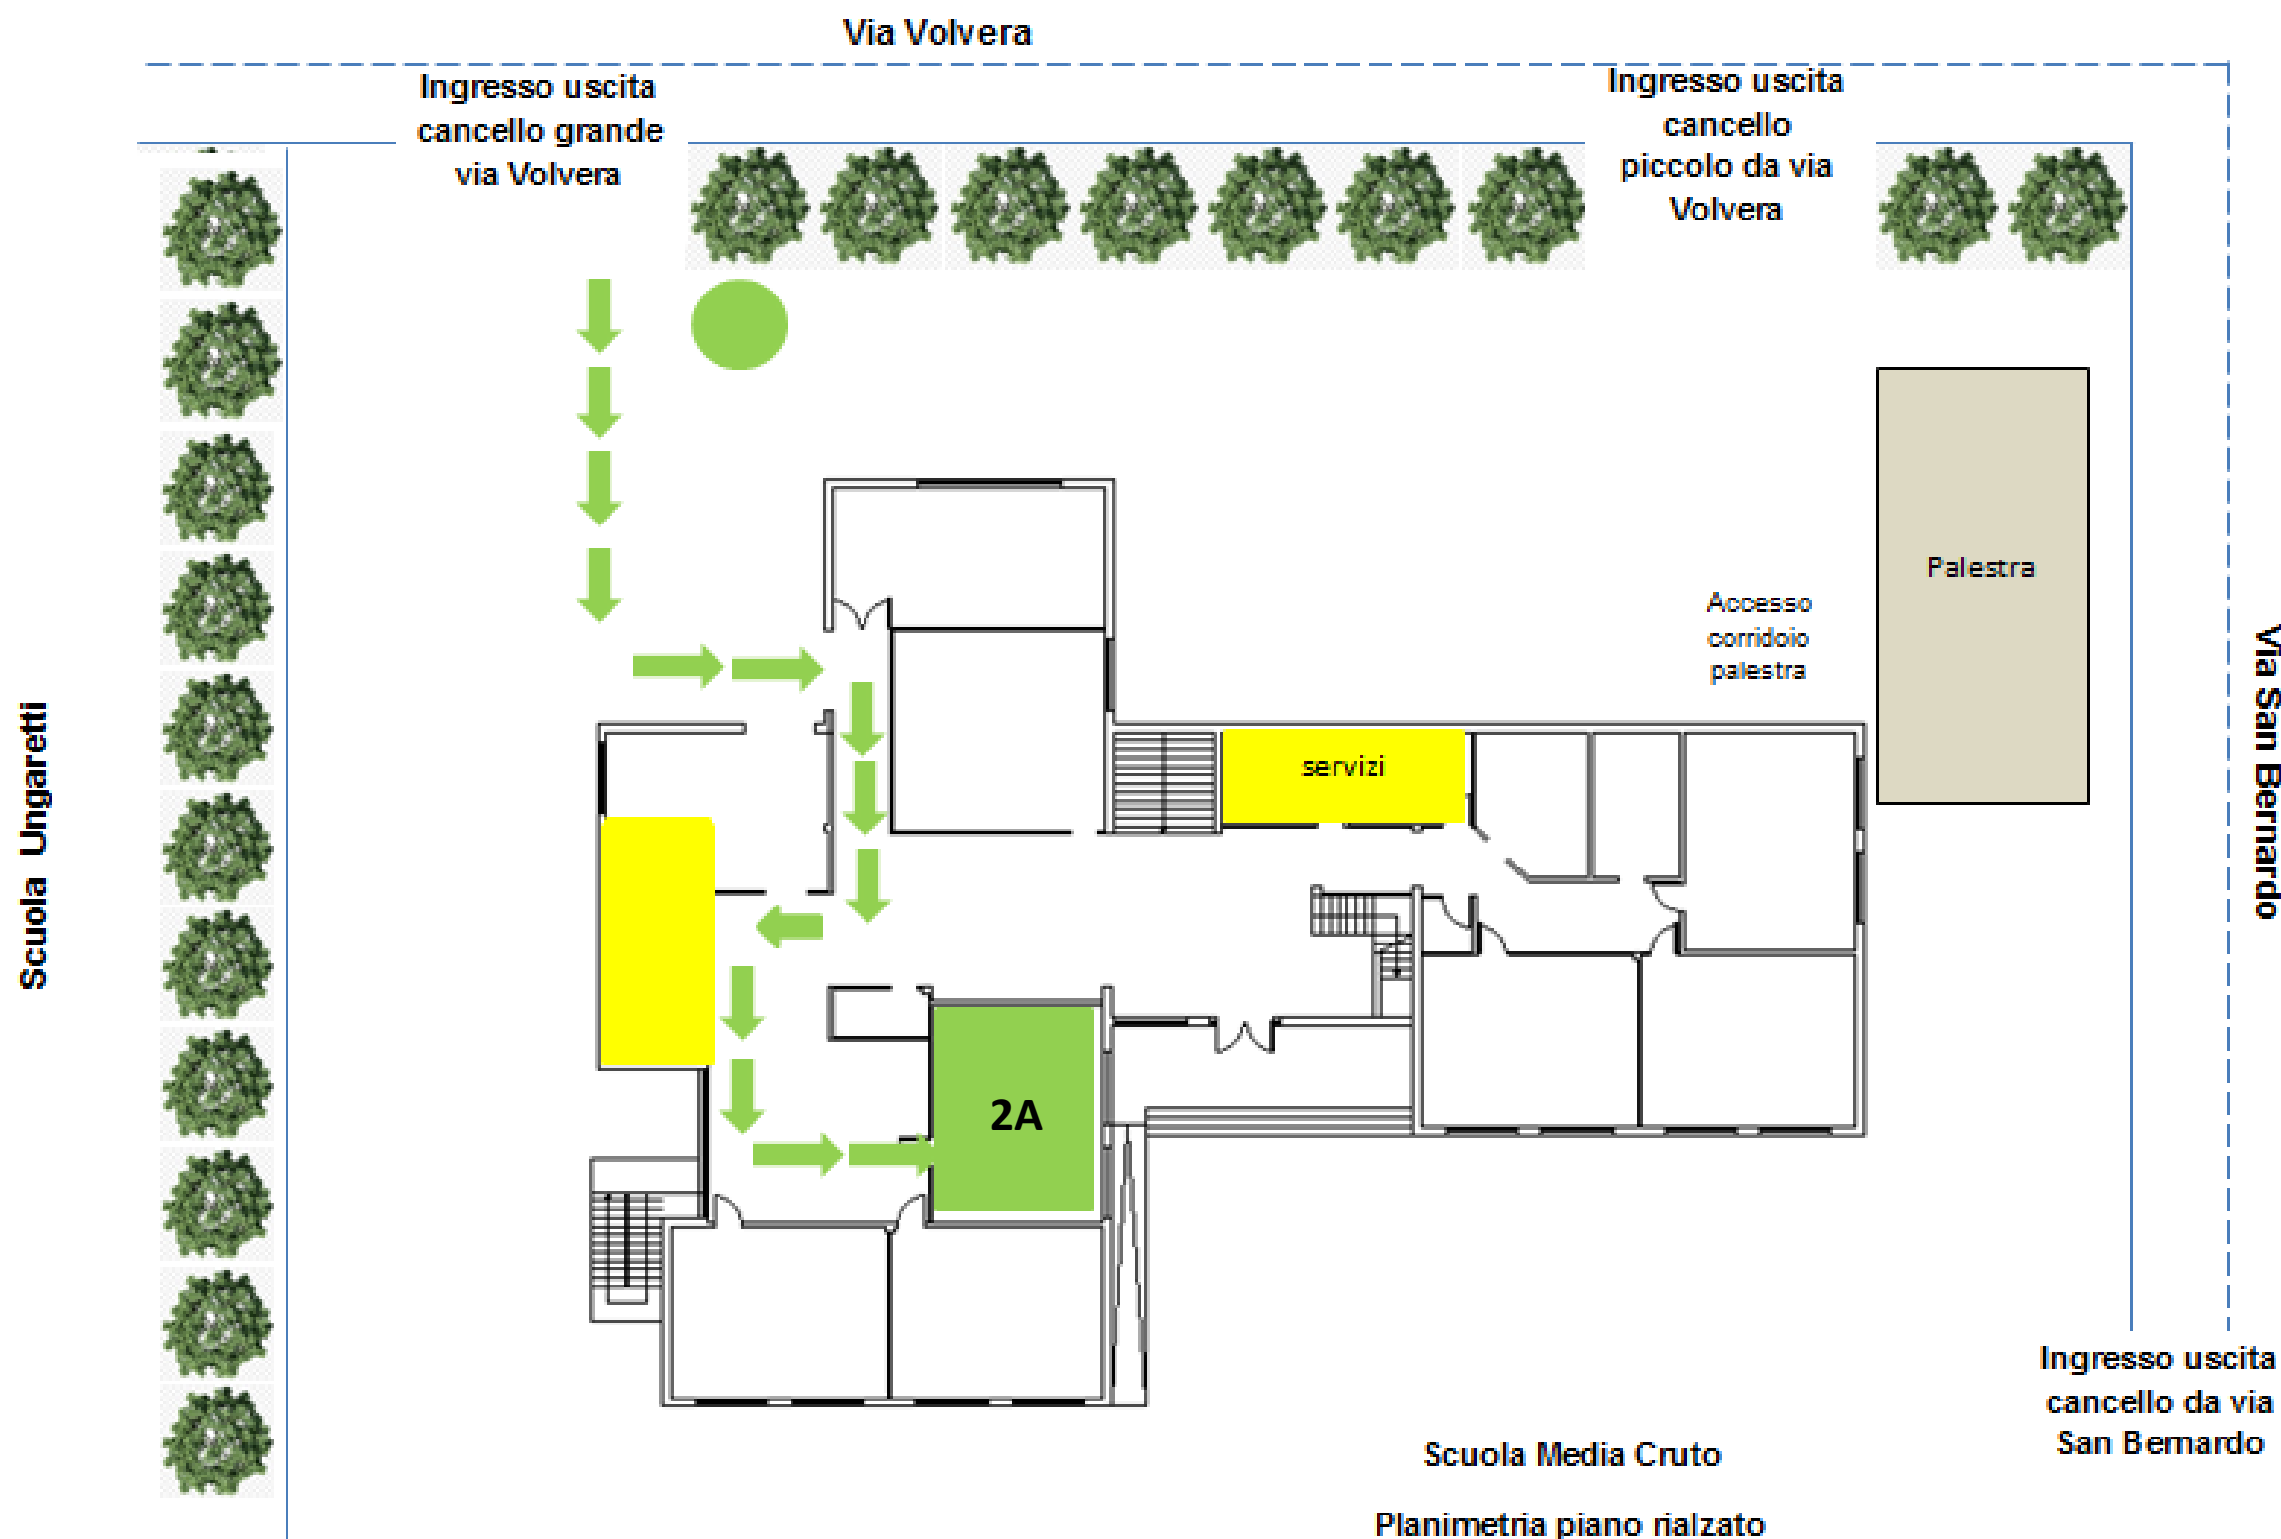 Via Volvera
Ingresso uscita
cancello grande
via Volvera
Ingresso uscita
cancello
piccolo da via
Volvera
Palestra
Accesso
corridoio
palestra
Scuola Ungaretti
Via San Bernardo
servizi
2A
Ingresso uscita
cancello da via
San Bernardo
Scuola Media Cruto
Planimetria piano rialzato